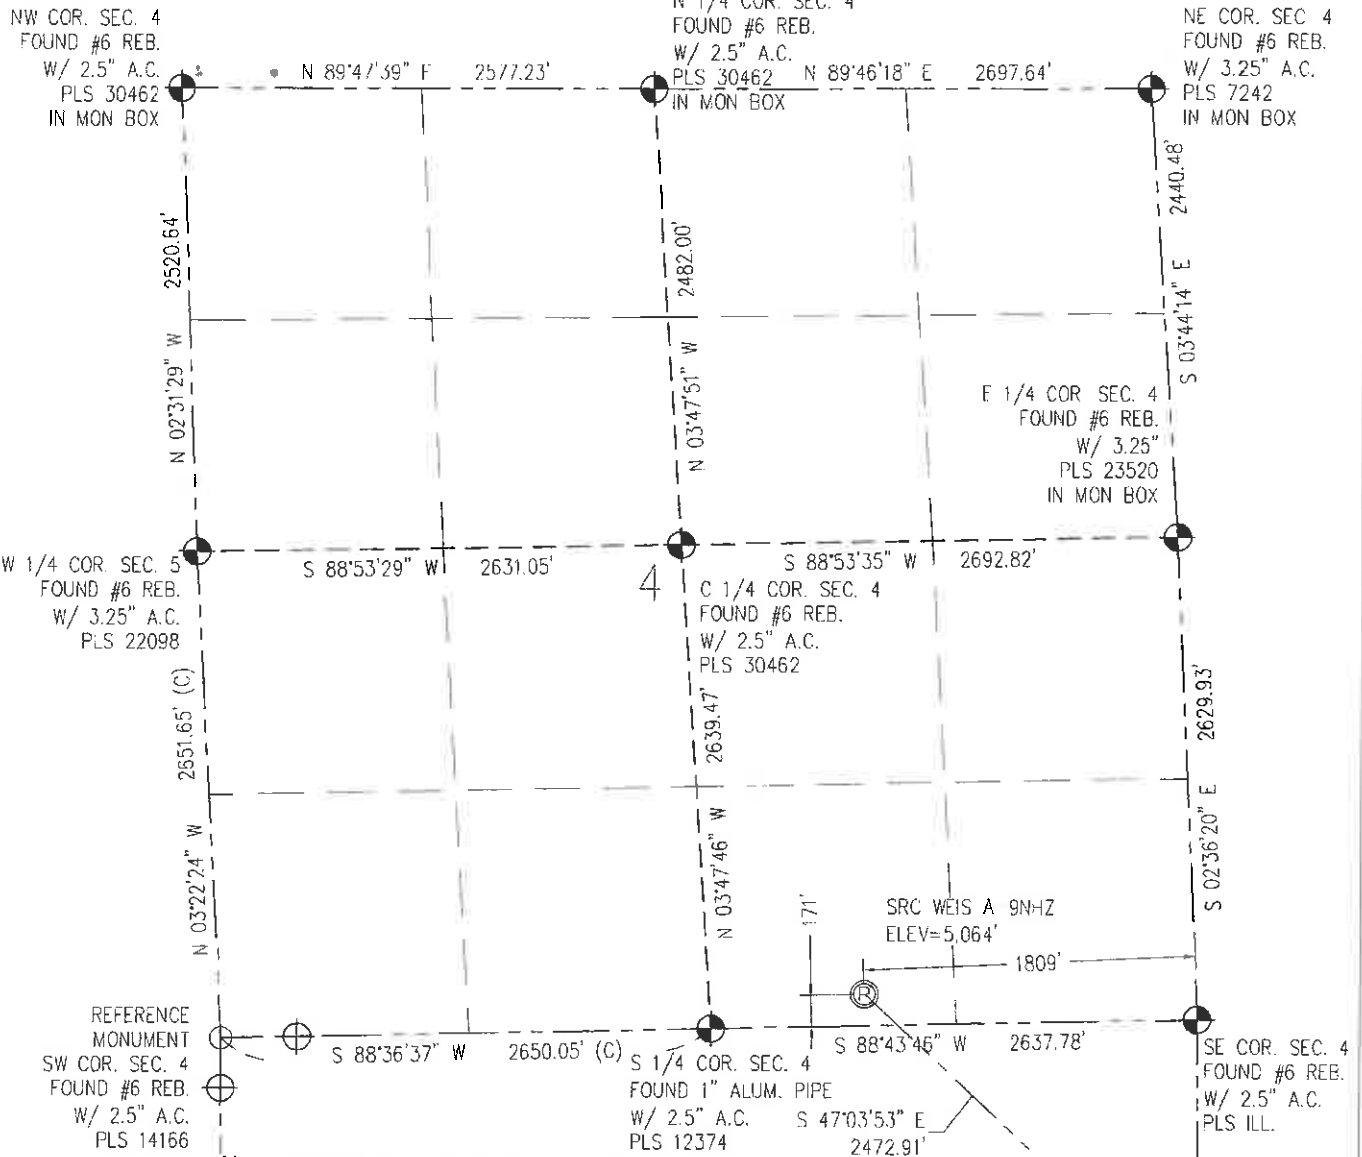 NW COR. SEC. 4
FOUND #6 REB.
W/ 2.5" A.C.
PLS 30462
IN MON BOX
N 89°47'39" E 2577.23'
N 1/4 COR. SEC. 4
FOUND #6 REB.
W/ 2.5" A.C.
PLS 30462
IN MON BOX
N 89°46'18" E 2697.64'
NE COR. SEC 4
FOUND #6 REB.
W/ 3.25" A.C.
PLS 7242
IN MON BOX
N 02°31'29" W 2520.64'
N 03°47'51" W 2482.00'
S 03°44'14" E 2440.48'
E 1/4 COR SEC. 4
FOUND #6 REB.
W/ 3.25"
PLS 23520
IN MON BOX
W 1/4 COR. SEC. 5
FOUND #6 REB.
W/ 3.25" A.C.
PLS 22098
S 88°53'29" W 2631.05'
4
S 88°53'35" W 2692.82'
C 1/4 COR. SEC. 4
FOUND #6 REB.
W/ 2.5" A.C.
PLS 30462
N 03°22'24" W 2651.65' (C)
N 03°47'46" W 2639.47'
S 02°36'20" E 2629.93'
171'
SRC WEIS A 9NHZ
ELEV=5,064'
1809'
R
REFERENCE
MONUMENT
SW COR. SEC. 4
FOUND #6 REB.
W/ 2.5" A.C.
PLS 14166
S 88°36'37" W 2650.05' (C)
S 1/4 COR. SEC. 4
FOUND 1" ALUM. PIPE
W/ 2.5" A.C.
PLS 12374
S 88°43'46" W 2637.78'
S 47°03'53" E
2472.91'
SE COR. SEC. 4
FOUND #6 REB.
W/ 2.5" A.C.
PLS ILL.